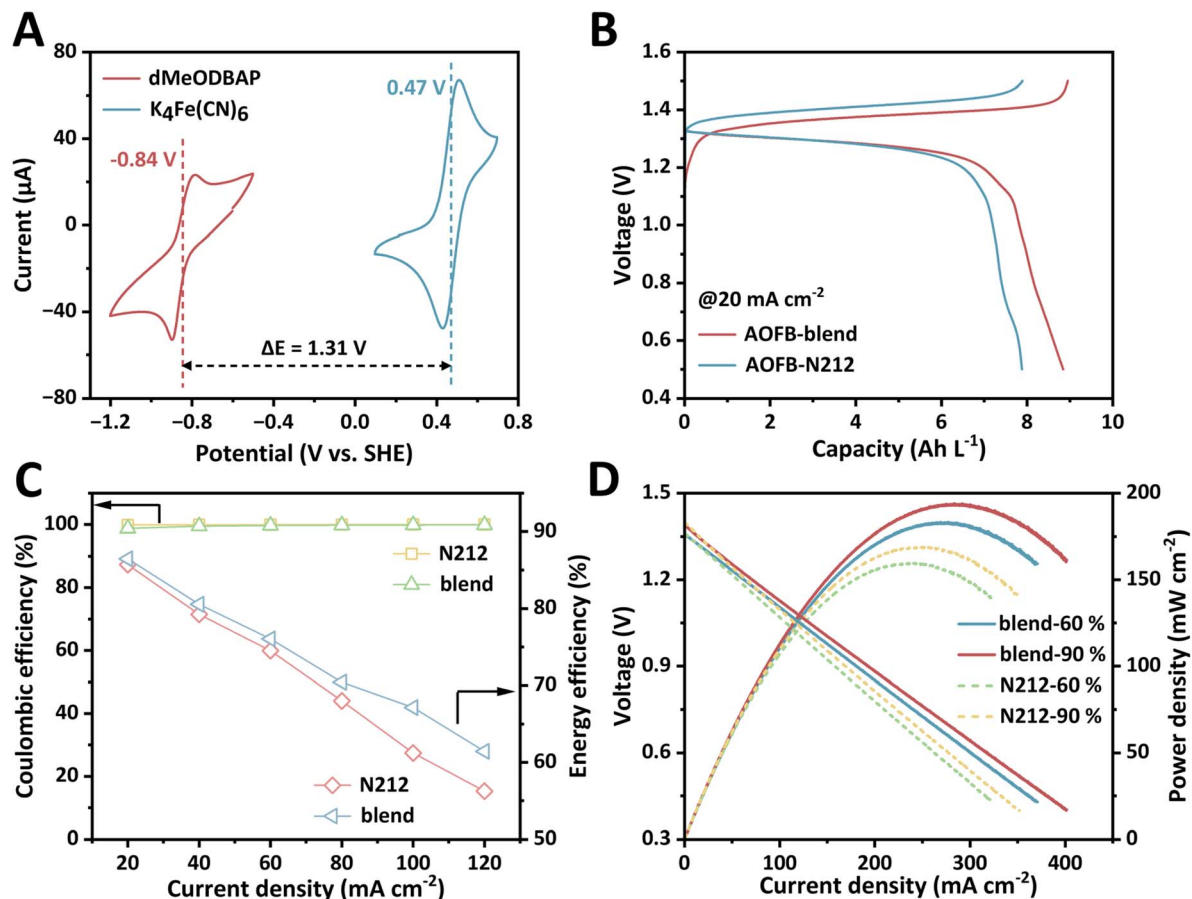 A
80
40
0
−40
−80
Current (µA)
dMeODBAP
K4Fe(CN)6
0.47 V
-0.84 V
ΔE = 1.31 V
−1.2
−0.8
−0.4
0.0
0.4
0.8
Potential (V vs. SHE)
B
1.6
1.4
1.2
1.0
0.8
0.6
0.4
Voltage (V)
@20 mA cm-2
AOFB-blend
AOFB-N212
0
2
4
6
8
10
Capacity (Ah L-1)
C
100
80
60
40
20
0
Coulombic efficiency (%)
N212
blend
N212
blend
90
80
70
60
50
Energy efficiency (%)
20
40
60
80
100
120
Current density (mA cm-2)
D
1.5
1.2
0.9
0.6
0.3
Voltage (V)
blend-60 %
blend-90 %
N212-60 %
N212-90 %
200
150
100
50
0
Power density (mW cm-2)
0
100
200
300
400
Current density (mA cm-2)